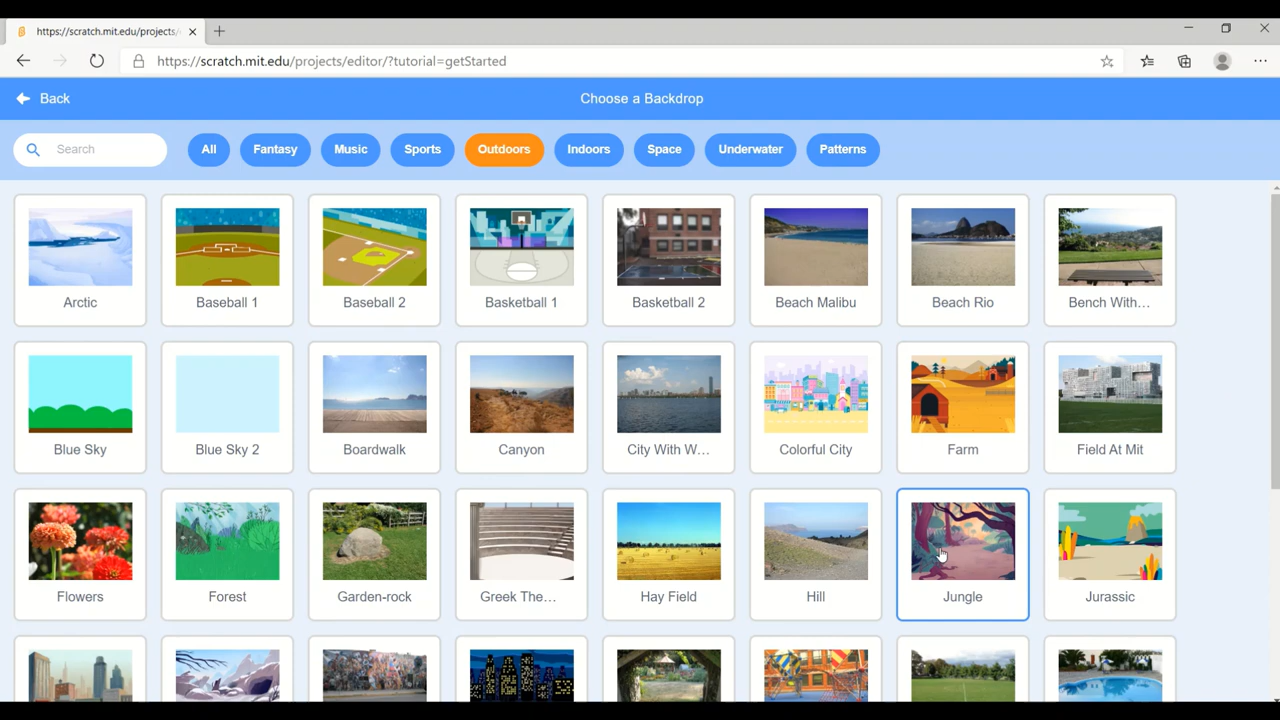 https://scratch.mit.edu/projects/
https://scratch.mit.edu/projects/editor/?tutorial=getStarted
Back
Choose a Backdrop
Search
All
Fantasy
Music
Sports
Outdoors
Indoors
Space
Underwater
Patterns
Arctic
Baseball 1
Baseball 2
Basketball 1
Basketball 2
Beach Malibu
Beach Rio
Bench With...
Blue Sky
Blue Sky 2
Boardwalk
Canyon
City With W...
Colorful City
Farm
Field At Mit
Flowers
Forest
Garden-rock
Greek The...
Hay Field
Hill
Jungle
Jurassic